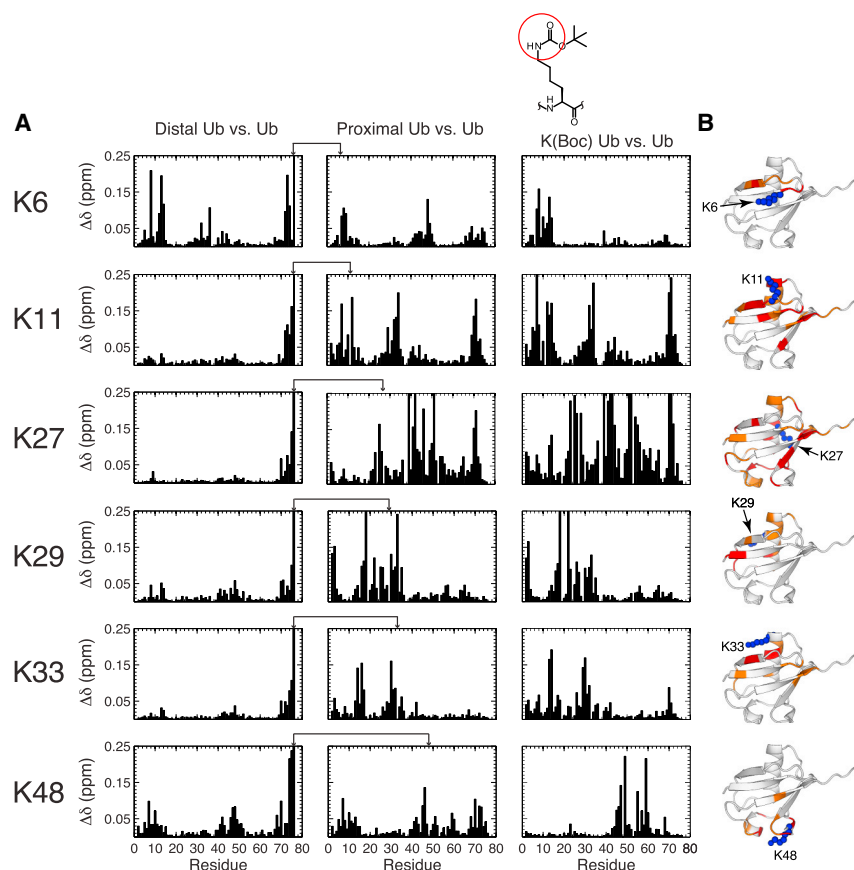 O
HN
O
H
N
O
A
B
Distal Ub vs. Ub
Proximal Ub vs. Ub
K(Boc) Ub vs. Ub
K6
Δδ (ppm)
0.25
0.15
0.05
K6
K11
Δδ (ppm)
0.25
0.15
0.05
K11
K27
Δδ (ppm)
0.25
0.15
0.05
K27
K29
Δδ (ppm)
0.25
0.15
0.05
K29
K33
Δδ (ppm)
0.25
0.15
0.05
K33
K48
Δδ (ppm)
0.25
0.15
0.05
K48
0 10 20 30 40 50 60 70 80 0 10 20 30 40 50 60 70 80 0 10 20 30 40 50 60 70 80
Residue Residue Residue